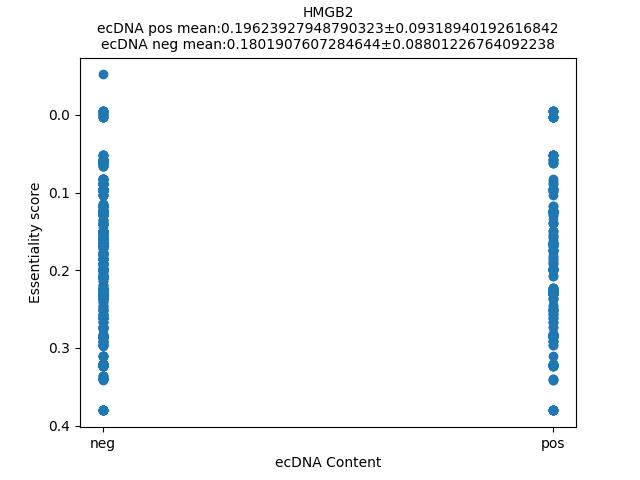 HMGB2
ecDNA pos mean:0.19623927948790323±0.09318940192616842
ecDNA neg mean:0.1801907607284644±0.08801226764092238
0.0
0.1
0.2
0.3
0.4
Essentiality score
neg
pos
ecDNA Content